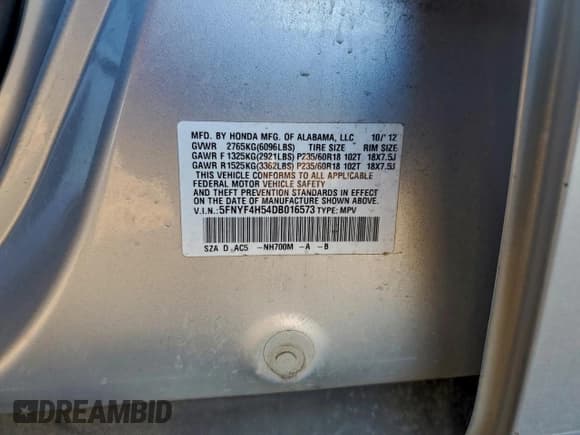 MFD. BY HONDA MFG. OF ALABAMA, LLC 10/'12
GVWR 2765KG(6096LBS) TIRE SIZE RIM SIZE
GAWR F 1325KG(2921LBS) P235/60R18 102T 18X7.5J
GAWR R 1525KG(3362LBS) P235/60R18 102T 18X7.5J
THIS VEHICLE CONFORMS TO ALL APPLICABLE
FEDERAL MOTOR VEHICLE SAFETY
AND THEFT PREVENTION STANDARDS IN EFFECT
ON THE DATE OF MANUFACTURE SHOWN ABOVE.
V.I.N.:5FNYF4H54DB016573 TYPE: MPV
SZA D AC5 -NH700M -A -B
DREAMBID